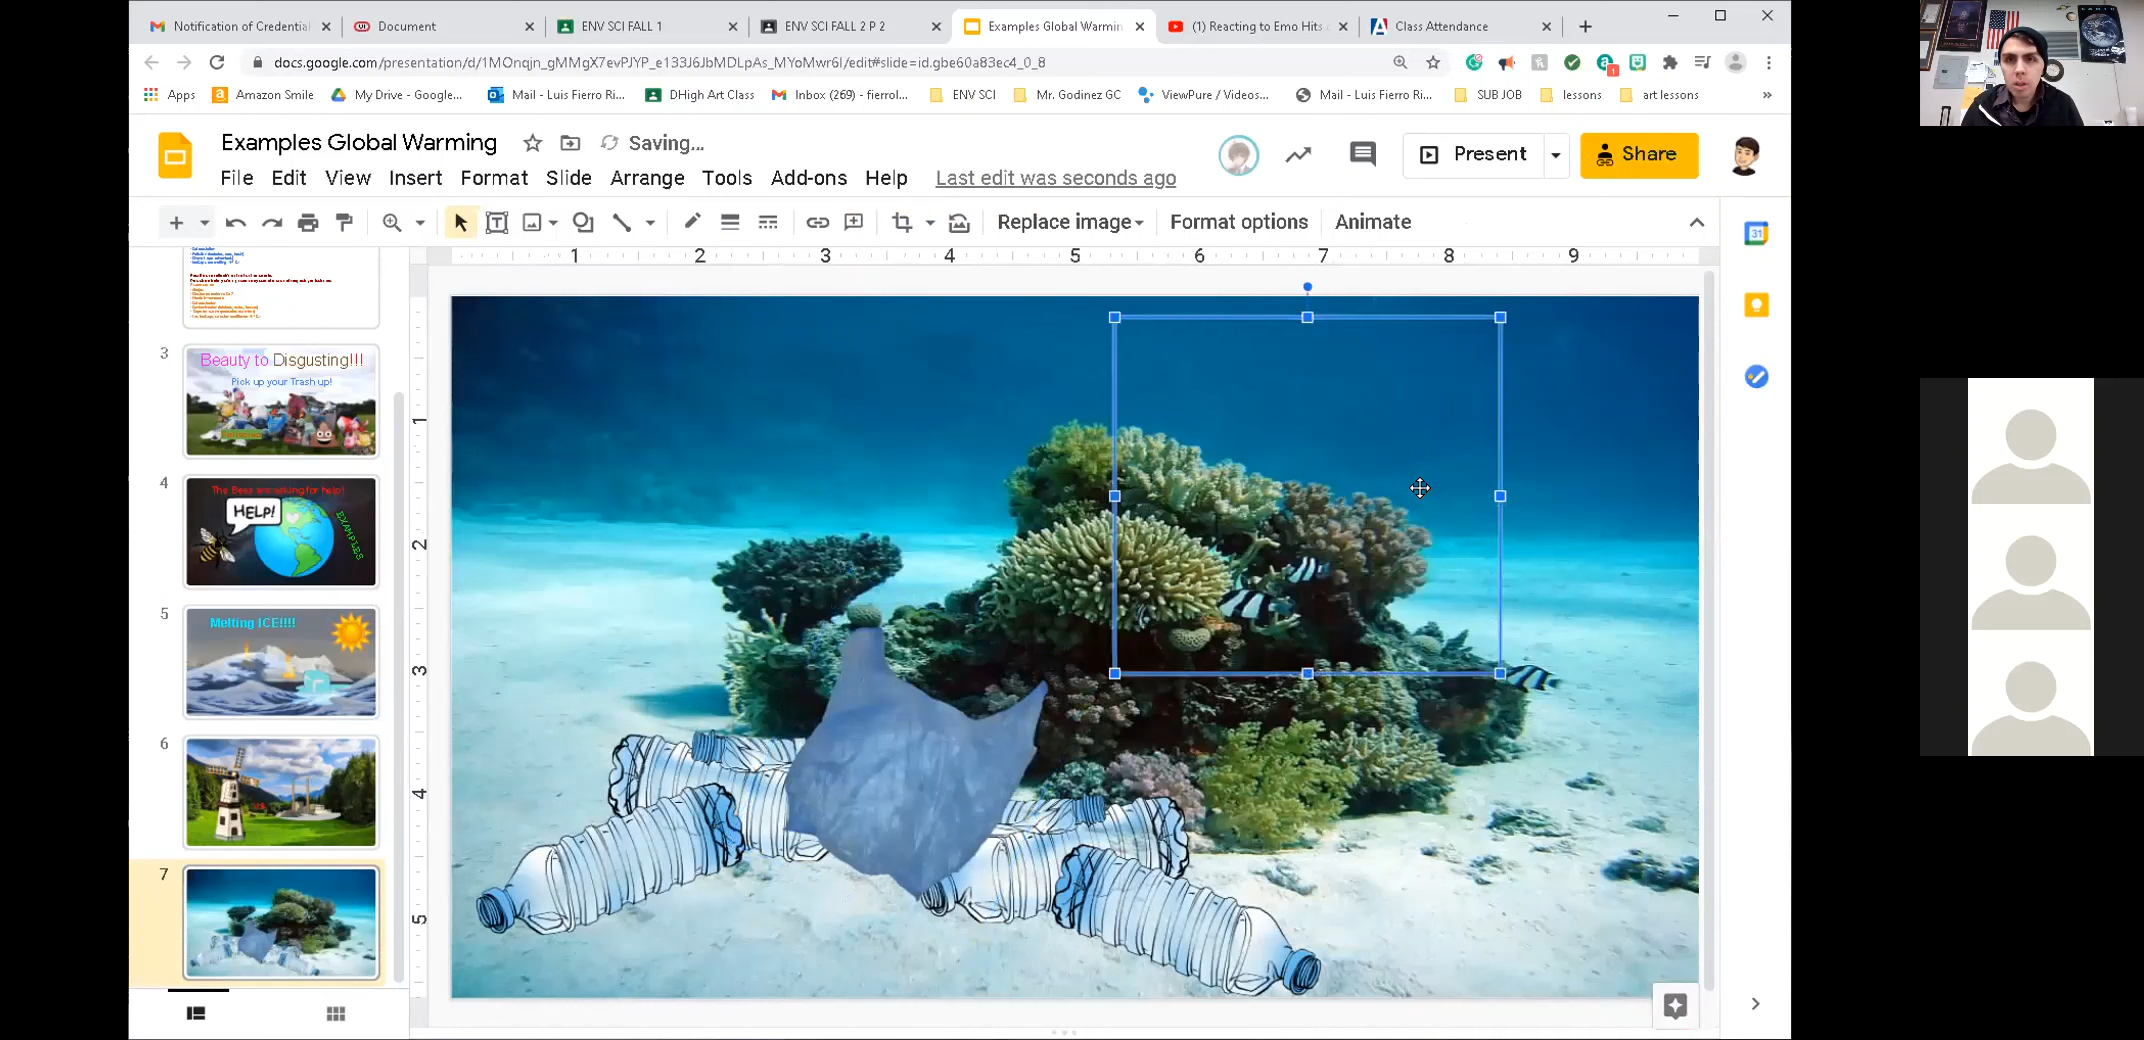 Notification of Credential
Document
ENV SCI FALL 1
ENV SCI FALL 2 P 2
Examples Global Warmin
(1) Reacting to Emo Hits
Class Attendance
docs.google.com/presentation/d/1MOnqjn_gMMgX7evPJYP_e133J6JbMDLpAs_MYoMwr6I/edit#slide=id.gbe60a83ec4_0_8
Apps
Amazon Smile
My Drive - Google...
Mail - Luis Fierro Ri...
DHigh Art Class
Inbox (269) - fierrol...
ENV SCI
Mr. Godinez GC
ViewPure / Videos...
Mail - Luis Fierro Ri...
SUB JOB
lessons
art lessons
»
Examples Global Warming
Saving...
Present
Share
File Edit View Insert Format Slide Arrange Tools Add-ons Help Last edit was seconds ago
Replace image Format options Animate
1 2 3 4 5 6 7 8 9
1
2
3
4
5
3
Beauty to Disgusting!!!
Pick up your Trash up!
4
The Bees are asking for help!
HELP!
EXAMPLES
5
Melting ICE!!!!
6
7
31
1